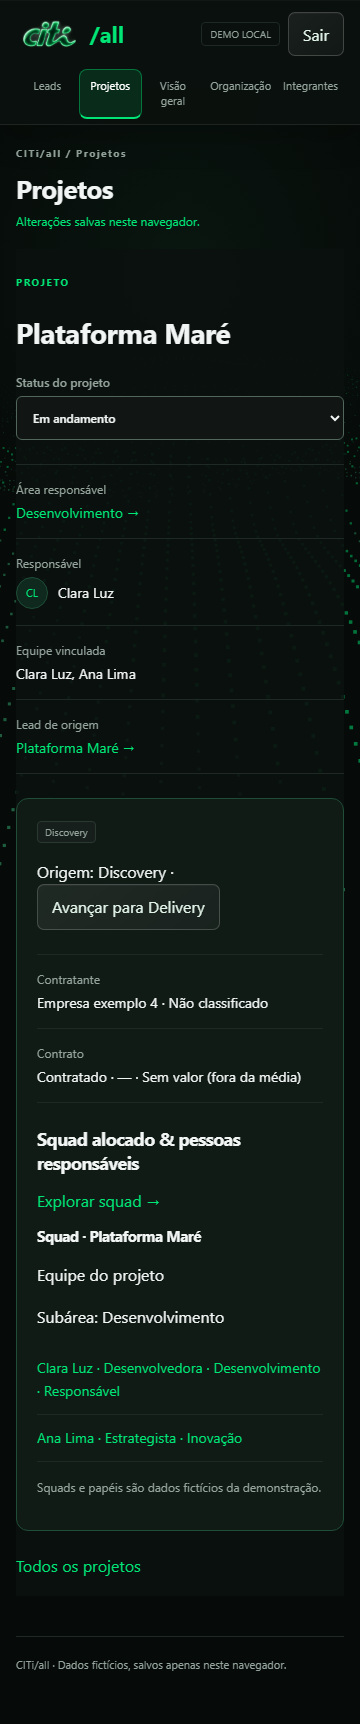 citi /all
DEMO LOCAL
Sair
Leads
Projetos
Visão
geral
Organização
Integrantes
CITi/all / Projetos
Projetos
Alterações salvas neste navegador.
PROJETO
Plataforma Maré
Status do projeto
Em andamento
Área responsável
Desenvolvimento →
Responsável
CL Clara Luz
Equipe vinculada
Clara Luz, Ana Lima
Lead de origem
Plataforma Maré →
Discovery
Origem: Discovery ·
Avançar para Delivery
Contratante
Empresa exemplo 4 · Não classificado
Contrato
Contratado · — · Sem valor (fora da média)
Squad alocado & pessoas
responsáveis
Explorar squad →
Squad · Plataforma Maré
Equipe do projeto
Subárea: Desenvolvimento
Clara Luz · Desenvolvedora · Desenvolvimento
· Responsável
Ana Lima · Estrategista · Inovação
Squads e papéis são dados fictícios da demonstração.
Todos os projetos
CITi/all · Dados fictícios, salvos apenas neste navegador.